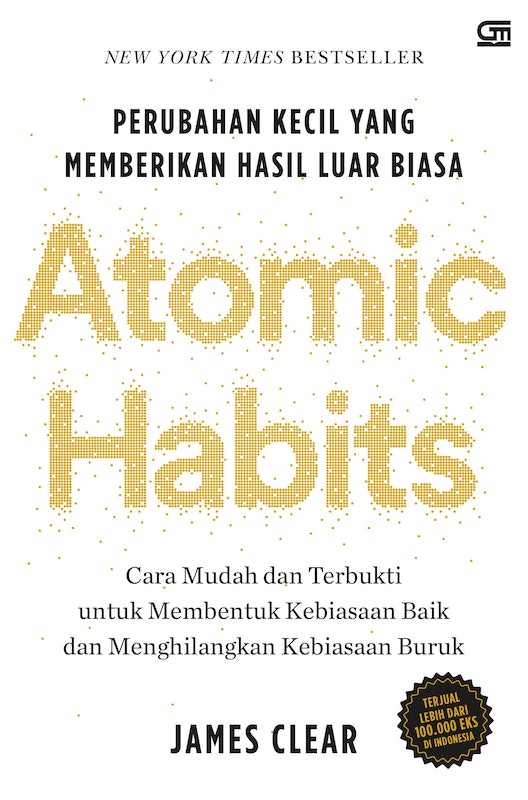 GM
NEW YORK TIMES BESTSELLER
PERUBAHAN KECIL YANG
MEMBERIKAN HASIL LUAR BIASA
Atomic
Habits
Cara Mudah dan Terbukti
untuk Membentuk Kebiasaan Baik
dan Menghilangkan Kebiasaan Buruk
JAMES CLEAR
TERJUAL
LEBIH DARI
100.000 EKS
DI INDONESIA